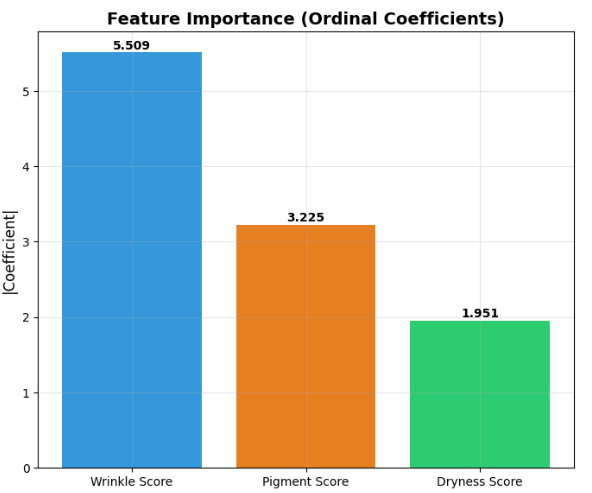 Feature Importance (Ordinal Coefficients)
|Coefficient|
5
4
3
2
1
0
5.509
3.225
1.951
Wrinkle Score
Pigment Score
Dryness Score